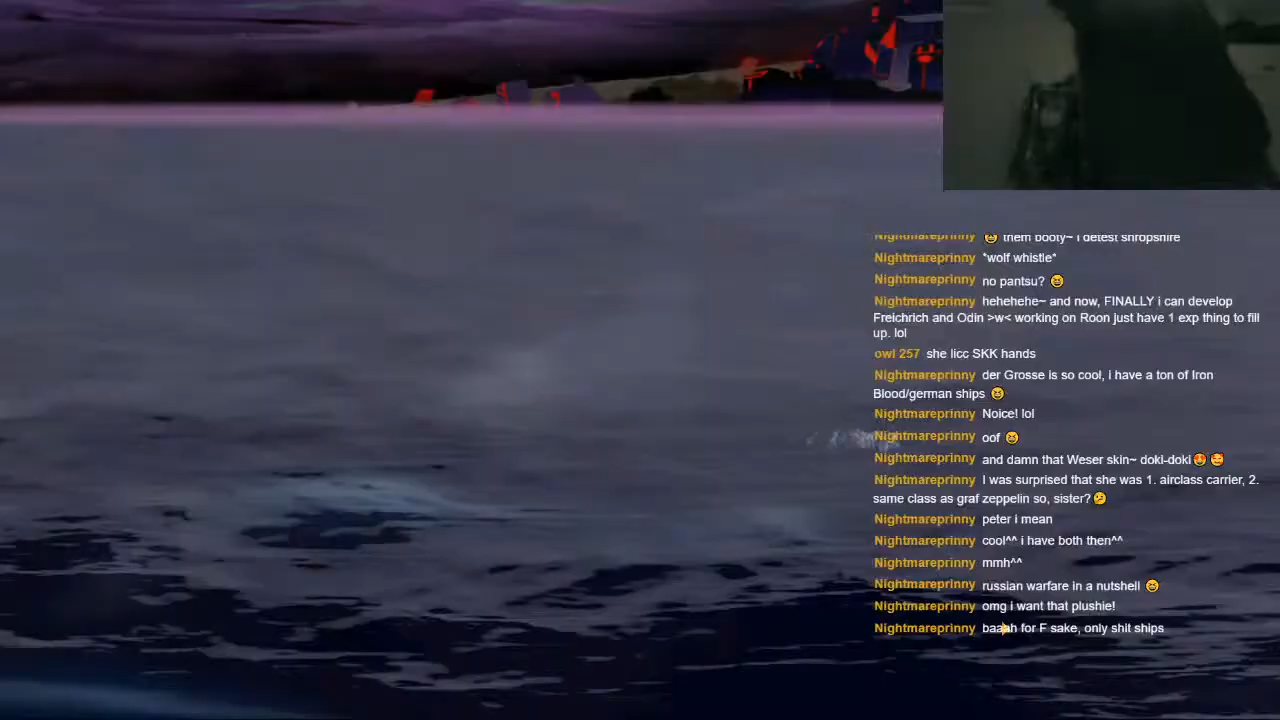 Nightmareprinny 😆 them booty~ i detest shropshire
Nightmareprinny *wolf whistle*
Nightmareprinny no pantsu? 😆
Nightmareprinny hehehehe~ and now, FINALLY i can develop
Freichrich and Odin >w< working on Roon just have 1 exp thing to fill
up. lol
owl 257 she licc SKK hands
Nightmareprinny der Grosse is so cool, i have a ton of Iron
Blood/german ships 😆
Nightmareprinny Noice! lol
Nightmareprinny oof 😆
Nightmareprinny and damn that Weser skin~ doki-doki😍 🥰
Nightmareprinny I was surprised that she was 1. airclass carrier, 2.
same class as graf zeppelin so, sister? 🤔
Nightmareprinny peter i mean
Nightmareprinny cool^^ i have both then^^
Nightmareprinny mmh^^
Nightmareprinny russian warfare in a nutshell 😆
Nightmareprinny omg i want that plushie!
Nightmareprinny baaah for F sake, only shit ships